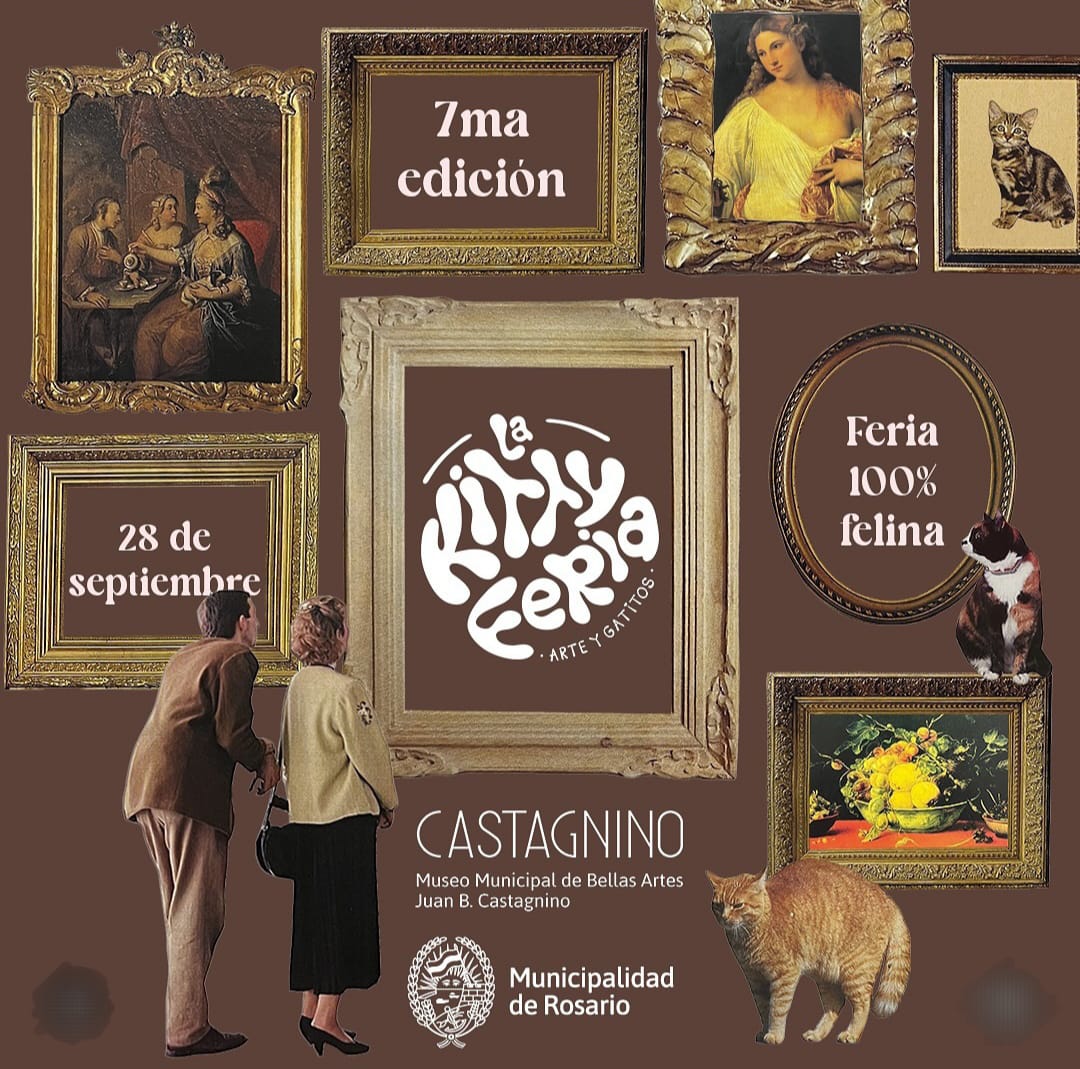 7ma
edición
28 de
septiembre
La
Kitty
Feria
· ARTE Y GATITOS ·
Feria
100%
felina
CASTAGNINO
Museo Municipal de Bellas Artes
Juan B. Castagnino
Municipalidad
de Rosario